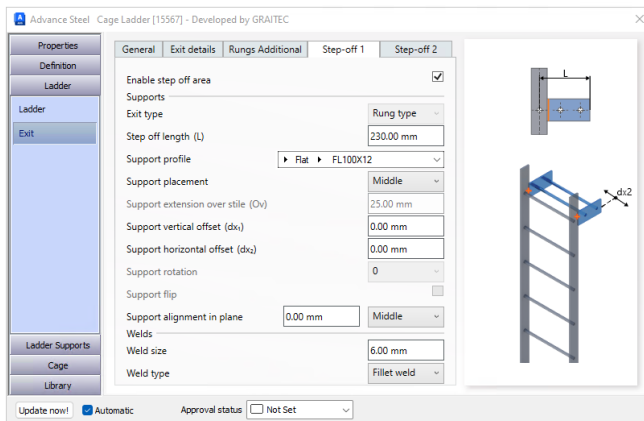 Advance Steel   Cage Ladder [15567] - Developed by GRAITEC
Properties
Definition
Ladder
Ladder
Exit
Ladder Supports
Cage
Library
General   Exit details   Rungs Additional   Step-off 1   Step-off 2
Enable step off area
Supports
Exit type   Rung type
Step off length (L)   230.00 mm
Support profile   Flat   FL100X12
Support placement   Middle
Support extension over stile (Ov)   25.00 mm
Support vertical offset (dx₁)   0.00 mm
Support horizontal offset (dx₂)   0.00 mm
Support rotation   0
Support flip
Support alignment in plane   0.00 mm   Middle
Welds
Weld size   6.00 mm
Weld type   Fillet weld
L
dx2
Update now!   Automatic   Approval status   Not Set